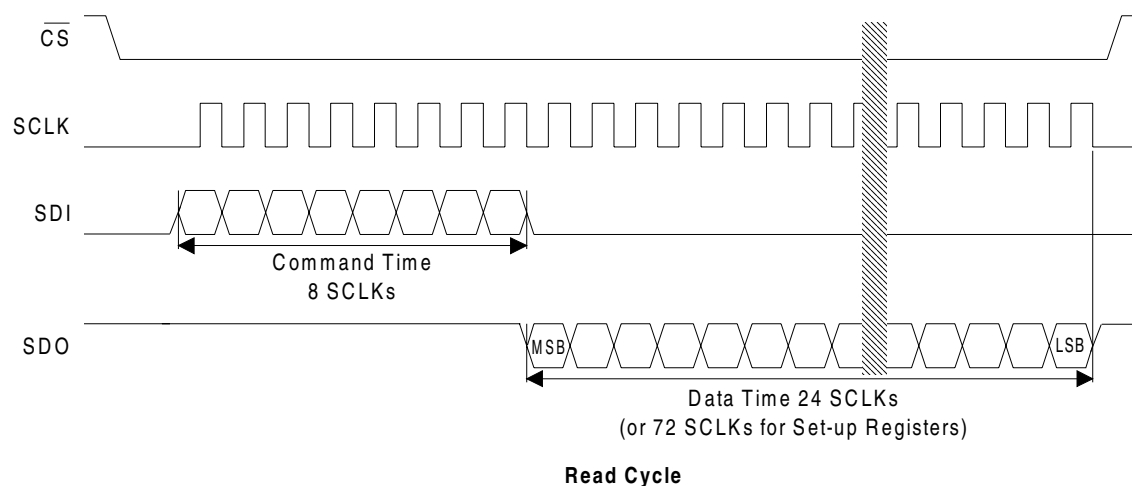 CS
SCLK
SDI
Command Time
8 SCLKs
SDO
MSB
LSB
Data Time 24 SCLKs
(or 72 SCLKs for Set-up Registers)
Read Cycle